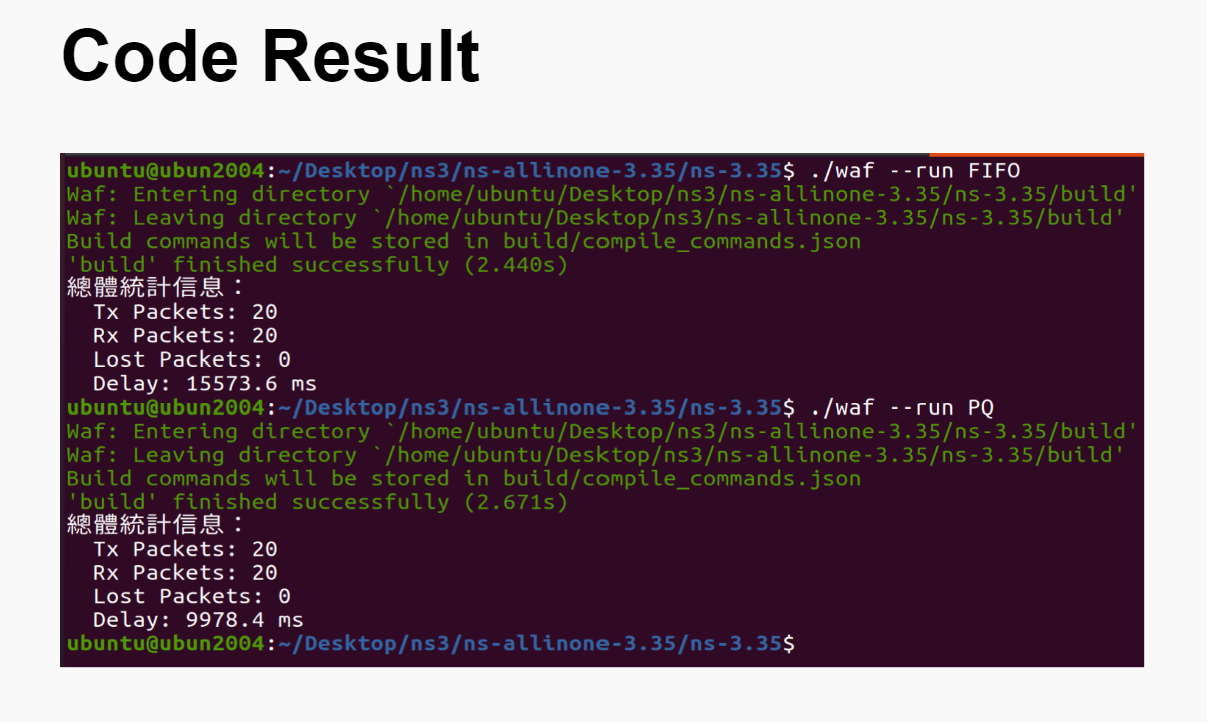 Code Result
ubuntu@ubun2004:~/Desktop/ns3/ns-allinone-3.35/ns-3.35$ ./waf --run FIFO
Waf: Entering directory `/home/ubuntu/Desktop/ns3/ns-allinone-3.35/ns-3.35/build'
Waf: Leaving directory `/home/ubuntu/Desktop/ns3/ns-allinone-3.35/ns-3.35/build'
Build commands will be stored in build/compile_commands.json
'build' finished successfully (2.440s)
總體統計信息：
  Tx Packets: 20
  Rx Packets: 20
  Lost Packets: 0
  Delay: 15573.6 ms
ubuntu@ubun2004:~/Desktop/ns3/ns-allinone-3.35/ns-3.35$ ./waf --run PQ
Waf: Entering directory `/home/ubuntu/Desktop/ns3/ns-allinone-3.35/ns-3.35/build'
Waf: Leaving directory `/home/ubuntu/Desktop/ns3/ns-allinone-3.35/ns-3.35/build'
Build commands will be stored in build/compile_commands.json
'build' finished successfully (2.671s)
總體統計信息：
  Tx Packets: 20
  Rx Packets: 20
  Lost Packets: 0
  Delay: 9978.4 ms
ubuntu@ubun2004:~/Desktop/ns3/ns-allinone-3.35/ns-3.35$